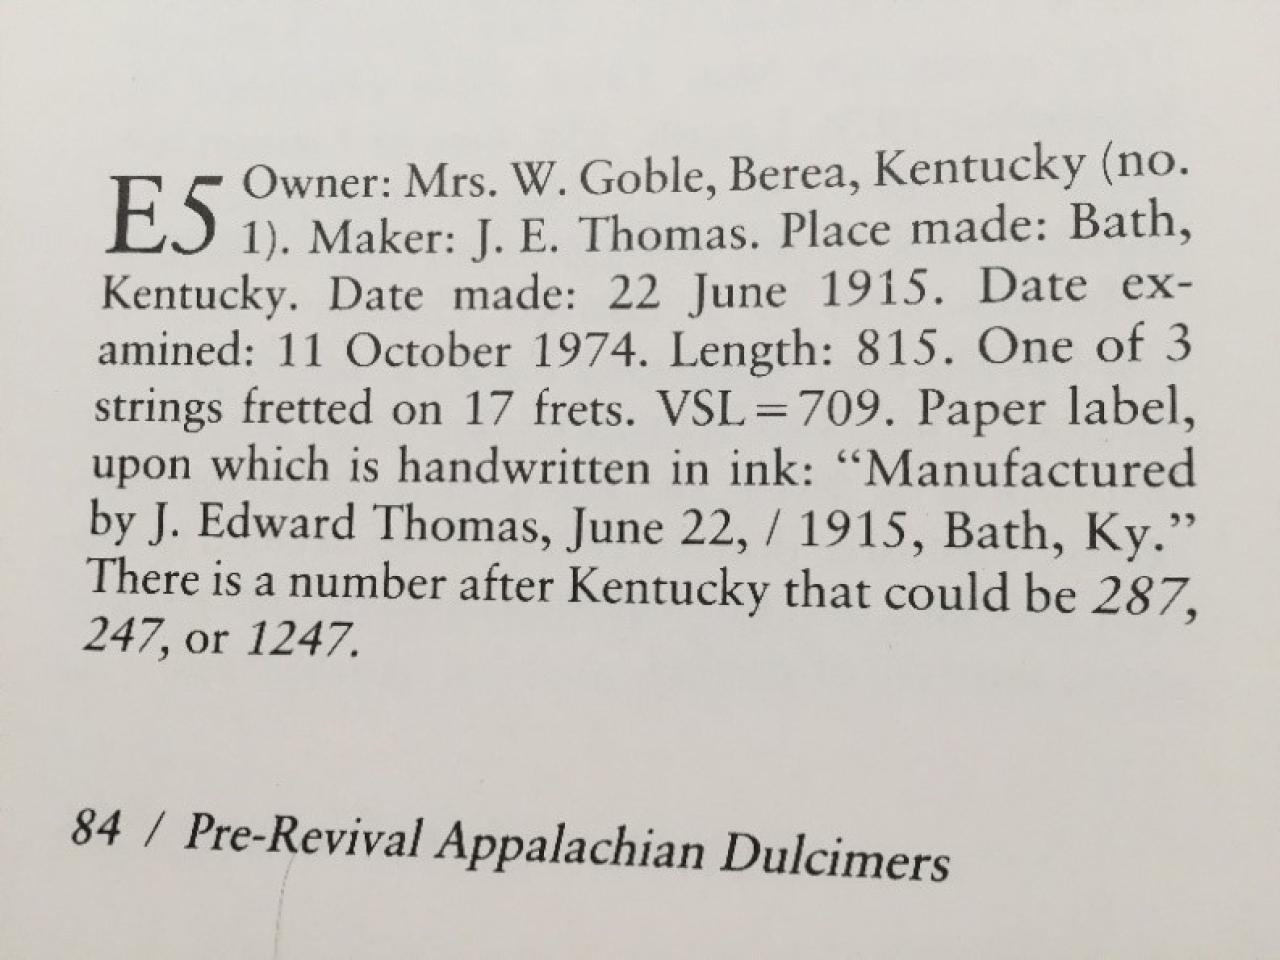 E5 Owner: Mrs. W. Goble, Berea, Kentucky (no.
1). Maker: J. E. Thomas. Place made: Bath,
Kentucky. Date made: 22 June 1915. Date ex-
amined: 11 October 1974. Length: 815. One of 3
strings fretted on 17 frets. VSL = 709. Paper label,
upon which is handwritten in ink: “Manufactured
by J. Edward Thomas, June 22, / 1915, Bath, Ky.”
There is a number after Kentucky that could be 287,
247, or 1247.
84 / Pre-Revival Appalachian Dulcimers